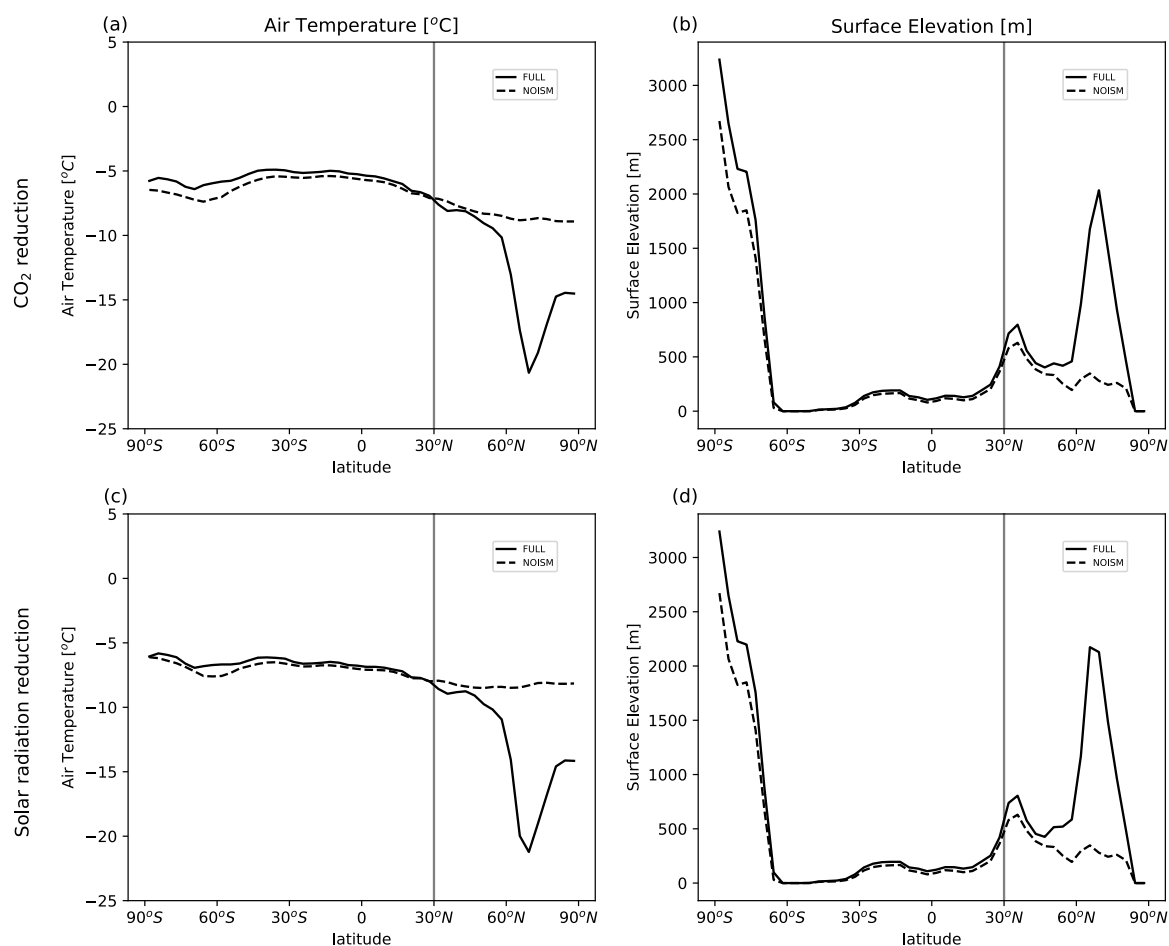 (a) Air Temperature [°C]
5
0
−5
−10
−15
−20
−25
Air Temperature [°C]
CO₂ reduction
FULL
NOISM
90°S 60°S 30°S 0 30°N 60°N 90°N
latitude
(b) Surface Elevation [m]
3000
2500
2000
1500
1000
500
0
Surface Elevation [m]
FULL
NOISM
90°S 60°S 30°S 0 30°N 60°N 90°N
latitude
(c)
5
0
−5
−10
−15
−20
−25
Air Temperature [°C]
Solar radiation reduction
FULL
NOISM
90°S 60°S 30°S 0 30°N 60°N 90°N
latitude
(d)
3000
2500
2000
1500
1000
500
0
Surface Elevation [m]
FULL
NOISM
90°S 60°S 30°S 0 30°N 60°N 90°N
latitude